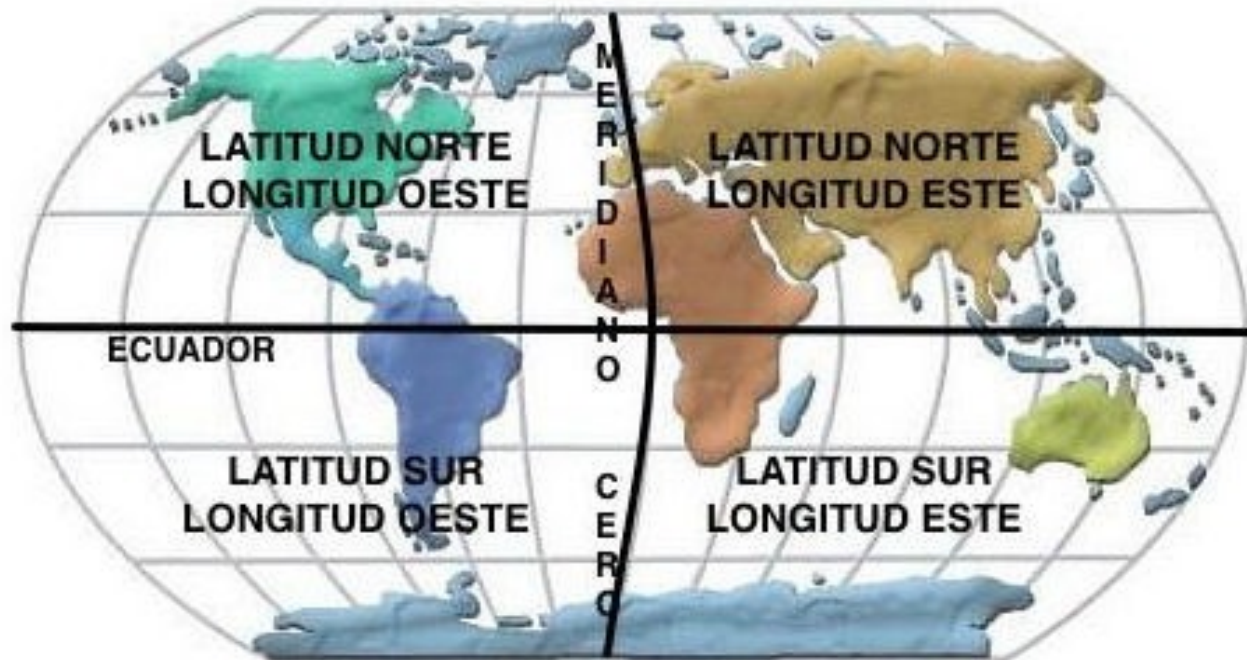 LATITUD NORTE
LONGITUD OESTE
MERIDIANO CERO
LATITUD NORTE
LONGITUD ESTE
ECUADOR
LATITUD SUR
LONGITUD OESTE
LATITUD SUR
LONGITUD ESTE